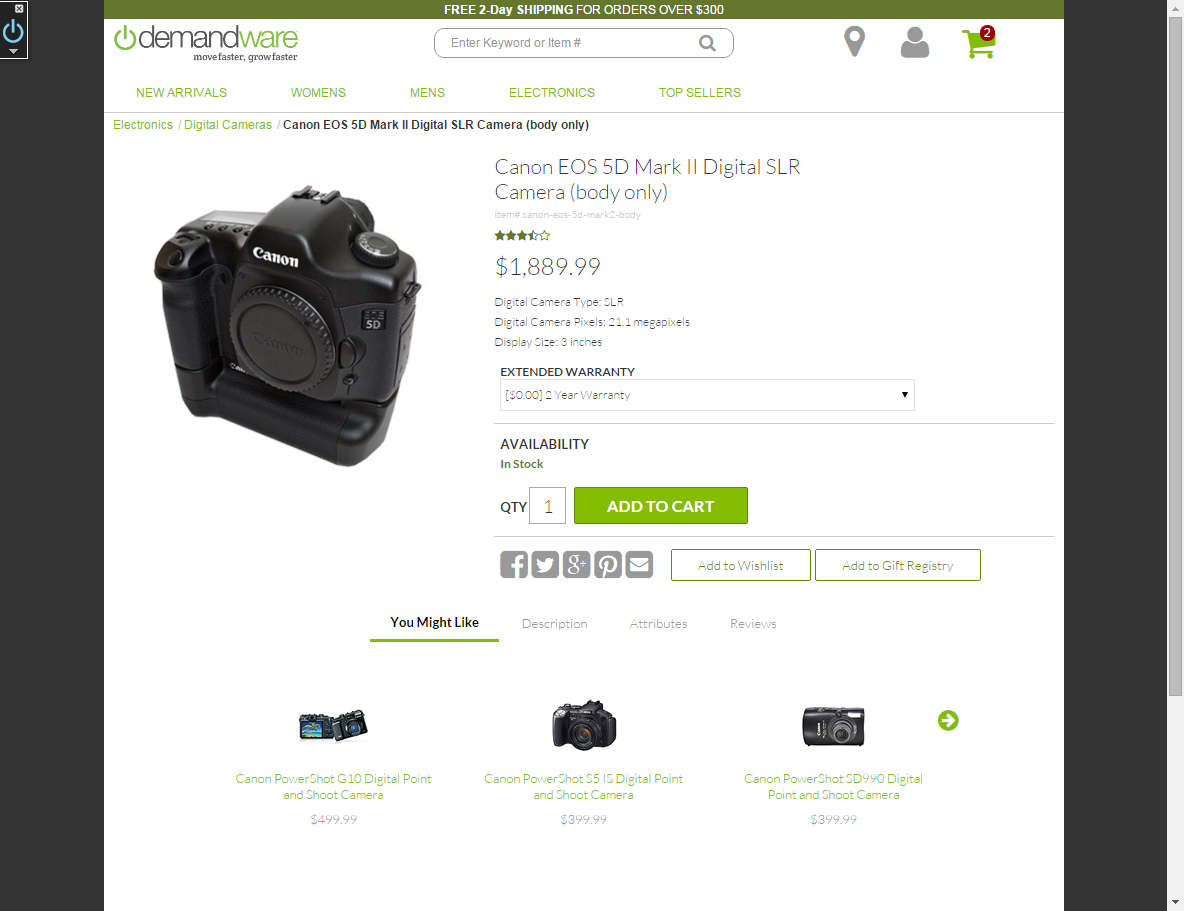 FREE 2-Day SHIPPING FOR ORDERS OVER $300
demandware
move faster, grow faster
Enter Keyword or Item #
2
NEW ARRIVALS WOMENS MENS ELECTRONICS TOP SELLERS
Electronics / Digital Cameras / Canon EOS 5D Mark II Digital SLR Camera (body only)
Canon
5D
Canon
Canon EOS 5D Mark II Digital SLR
Camera (body only)
Item# canon-eos-5d-mark2-body
$1,889.99
Digital Camera Type: SLR
Digital Camera Pixels: 21.1 megapixels
Display Size: 3 inches
EXTENDED WARRANTY
[$0.00] 2 Year Warranty
AVAILABILITY
In Stock
QTY 1 ADD TO CART
Add to Wishlist Add to Gift Registry
You Might Like Description Attributes Reviews
Canon PowerShot G10 Digital Point
and Shoot Camera
$499.99
Canon PowerShot S5 IS Digital Point
and Shoot Camera
$399.99
Canon PowerShot SD990 Digital
Point and Shoot Camera
$399.99